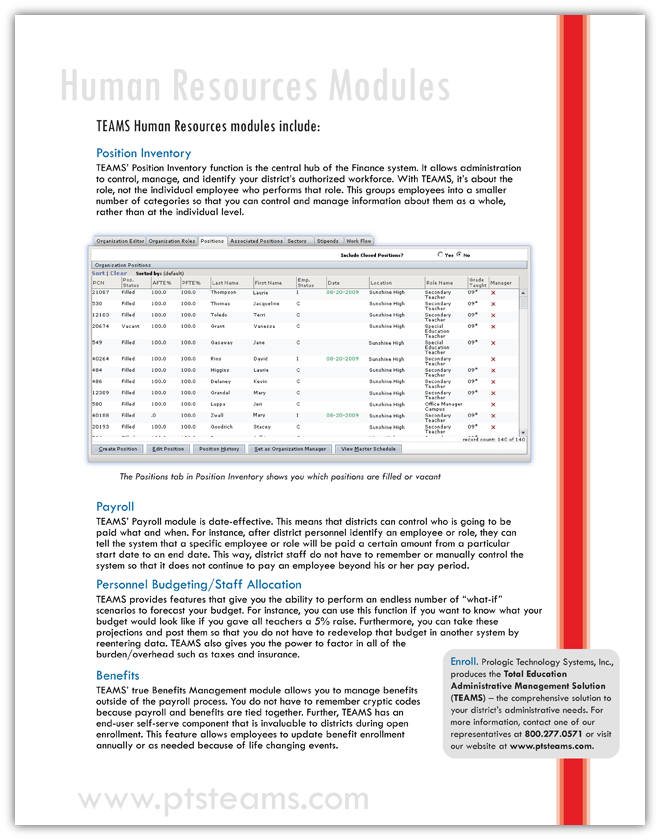 Human Resources Modules
TEAMS Human Resources modules include:
Position Inventory
TEAMS' Position Inventory function is the central hub of the Finance system. It allows administration
to control, manage, and identify your district's authorized workforce. With TEAMS, it's about the
role, not the individual employee who performs that role. This groups employees into a smaller
number of categories so that you can control and manage information about them as a whole,
rather than at the individual level.
Organization Editor Organization Roles Positions Associated Positions Sectors Stipends Work Flow
Include Closed Positions? Yes No
Organization Positions
Sort | Clear Sorted by: (default)
PCN Pos. Status AFTE% PFTE% Last Name First Name Emp. Status Date Location Role Name Grade Taught Manager
21087 Filled 100.0 100.0 Thompson Laurie I 08-20-2009 Sunshine High Secondary Teacher 09* x
530 Filled 100.0 100.0 Thomas Jacqueline C Sunshine High Secondary Teacher 09* x
12103 Filled 100.0 100.0 Toledo Terri C Sunshine High Secondary Teacher 09* x
20674 Vacant 100.0 100.0 Grant Vanessa C Sunshine High Special Education Teacher 09* x
549 Filled 100.0 100.0 Gasaway Jane C Sunshine High Special Education Teacher 09* x
40264 Filled 100.0 100.0 Rios David I 08-20-2009 Sunshine High Secondary Teacher 09* x
484 Filled 100.0 100.0 Higgins Laurie C Sunshine High Secondary Teacher 09* x
486 Filled 100.0 100.0 Delaney Kevin C Sunshine High Secondary Teacher 09* x
12309 Filled 100.0 100.0 Grandal Mary C Sunshine High Secondary Teacher 09* x
580 Filled 100.0 100.0 Luppa Jeri C Sunshine High Office Manager Campus x
40188 Filled .0 100.0 Zwall Mary I 08-20-2009 Sunshine High Secondary Teacher 09* x
20193 Filled 100.0 100.0 Goodrich Stacey C Sunshine High Secondary Teacher 09* x
record count: 140 of 140
Create Position Edit Position Position History Set as Organization Manager View Master Schedule
The Positions tab in Position Inventory shows you which positions are filled or vacant
Payroll
TEAMS' Payroll module is date-effective. This means that districts can control who is going to be
paid what and when. For instance, after district personnel identify an employee or role, they can
tell the system that a specific employee or role will be paid a certain amount from a particular
start date to an end date. This way, district staff do not have to remember or manually control the
system so that it does not continue to pay an employee beyond his or her pay period.
Personnel Budgeting/Staff Allocation
TEAMS provides features that give you the ability to perform an endless number of "what-if"
scenarios to forecast your budget. For instance, you can use this function if you want to know what your
budget would look like if you gave all teachers a 5% raise. Furthermore, you can take these
projections and post them so that you do not have to redevelop that budget in another system by
reentering data. TEAMS also gives you the power to factor in all of the
burden/overhead such as taxes and insurance.
Benefits
TEAMS' true Benefits Management module allows you to manage benefits
outside of the payroll process. You do not have to remember cryptic codes
because payroll and benefits are tied together. Further, TEAMS has an
end-user self-serve component that is invaluable to districts during open
enrollment. This feature allows employees to update benefit enrollment
annually or as needed because of life changing events.
Enroll. Prologic Technology Systems, Inc.,
produces the Total Education
Administrative Management Solution
(TEAMS) – the comprehensive solution to
your district's administrative needs. For
more information, contact one of our
representatives at 800.277.0571 or visit
our website at www.ptsteams.com.
www.ptsteams.com